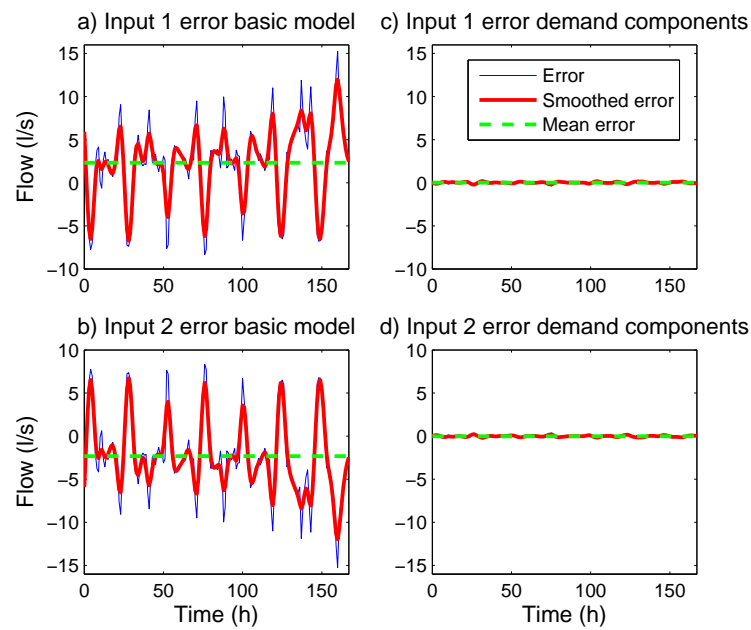 a) Input 1 error basic model
c) Input 1 error demand components
Flow (l/s)
15
10
5
0
−5
−10
0 50 100 150
Error
Smoothed error
Mean error
15
10
5
0
−5
−10
0 50 100 150
b) Input 2 error basic model
d) Input 2 error demand components
Flow (l/s)
10
5
0
−5
−10
−15
0 50 100 150
Time (h)
10
5
0
−5
−10
−15
0 50 100 150
Time (h)